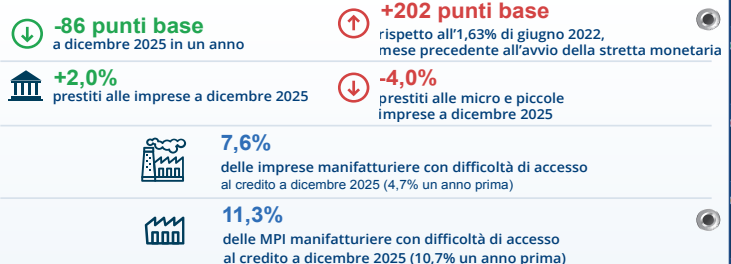 -86 punti base
a dicembre 2025 in un anno
+202 punti base
rispetto all'1,63% di giugno 2022,
mese precedente all'avvio della stretta monetaria
+2,0%
prestiti alle imprese a dicembre 2025
-4,0%
prestiti alle micro e piccole
imprese a dicembre 2025
7,6%
delle imprese manifatturiere con difficoltà di accesso
al credito a dicembre 2025 (4,7% un anno prima)
11,3%
delle MPI manifatturiere con difficoltà di accesso
al credito a dicembre 2025 (10,7% un anno prima)